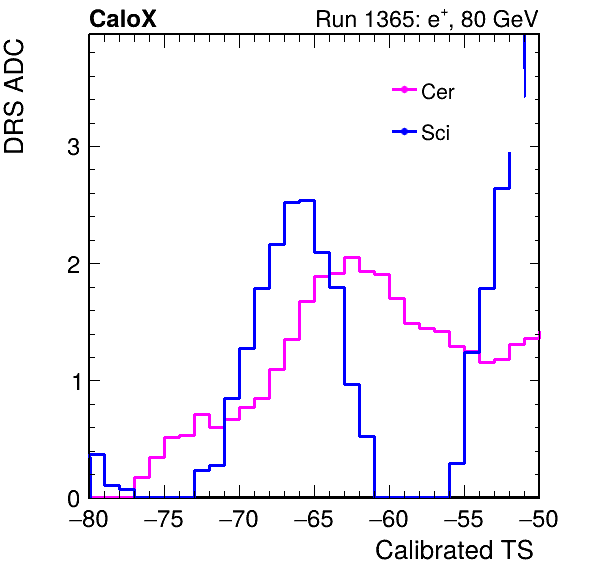 CaloX Run 1365: e⁺, 80 GeV
DRS ADC
Cer
Sci
3
2
1
0
−80 −75 −70 −65 −60 −55 −50
Calibrated TS